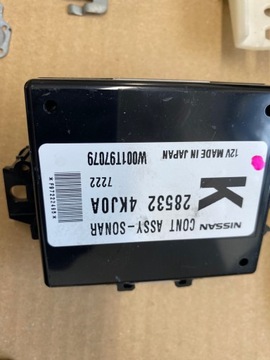 NISSAN
CONT ASSY-SONAR
K
28532 4KJ0A
7222
12V MADE IN JAPAN
W001197079